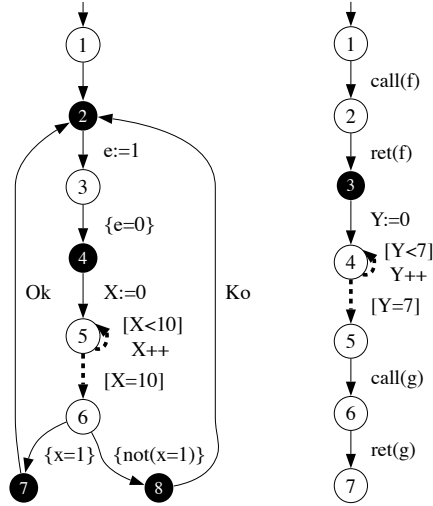 1
2
e:=1
3
{e=0}
4
Ok
X:=0
Ko
5
[X<10]
X++
[X=10]
6
{x=1}
{not(x=1)}
7
8
1
call(f)
2
ret(f)
3
Y:=0
4
[Y<7]
Y++
[Y=7]
5
call(g)
6
ret(g)
7